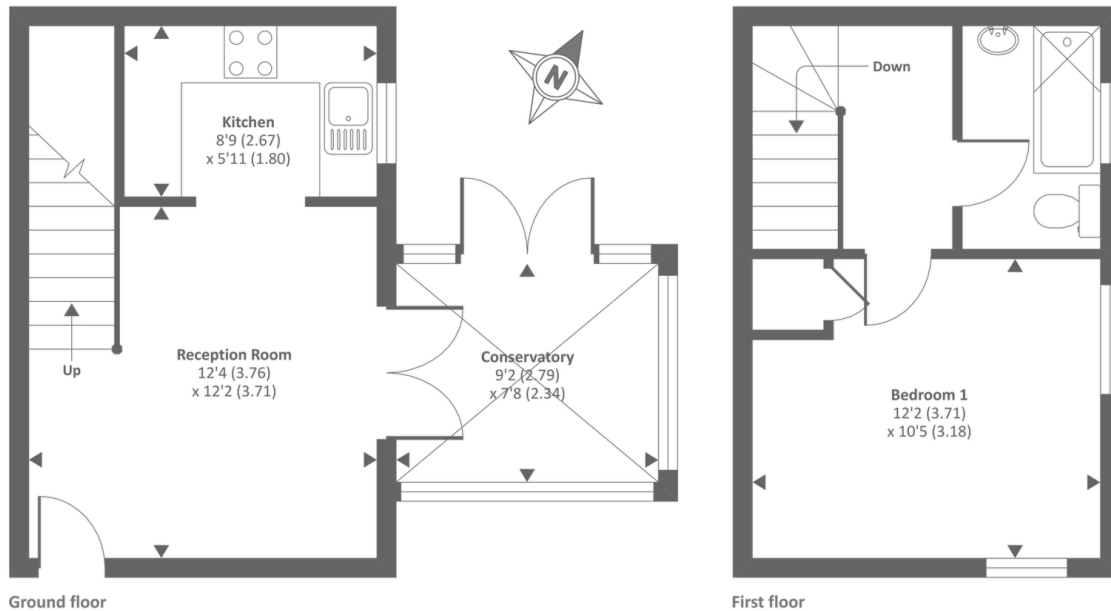 N
Kitchen
8'9 (2.67)
x 5'11 (1.80)
Down
Up
Reception Room
12'4 (3.76)
x 12'2 (3.71)
Conservatory
9'2 (2.79)
x 7'8 (2.34)
Bedroom 1
12'2 (3.71)
x 10'5 (3.18)
Ground floor
First floor